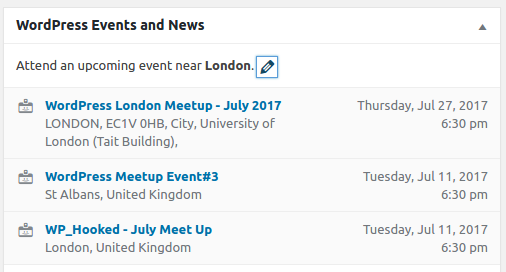 WordPress Events and News
Attend an upcoming event near London.
WordPress London Meetup - July 2017
Thursday, Jul 27, 2017
LONDON, EC1V 0HB, City, University of
6:30 pm
London (Tait Building),
WordPress Meetup Event#3
Tuesday, Jul 11, 2017
St Albans, United Kingdom
6:30 pm
WP_Hooked - July Meet Up
Tuesday, Jul 11, 2017
London, United Kingdom
6:30 pm